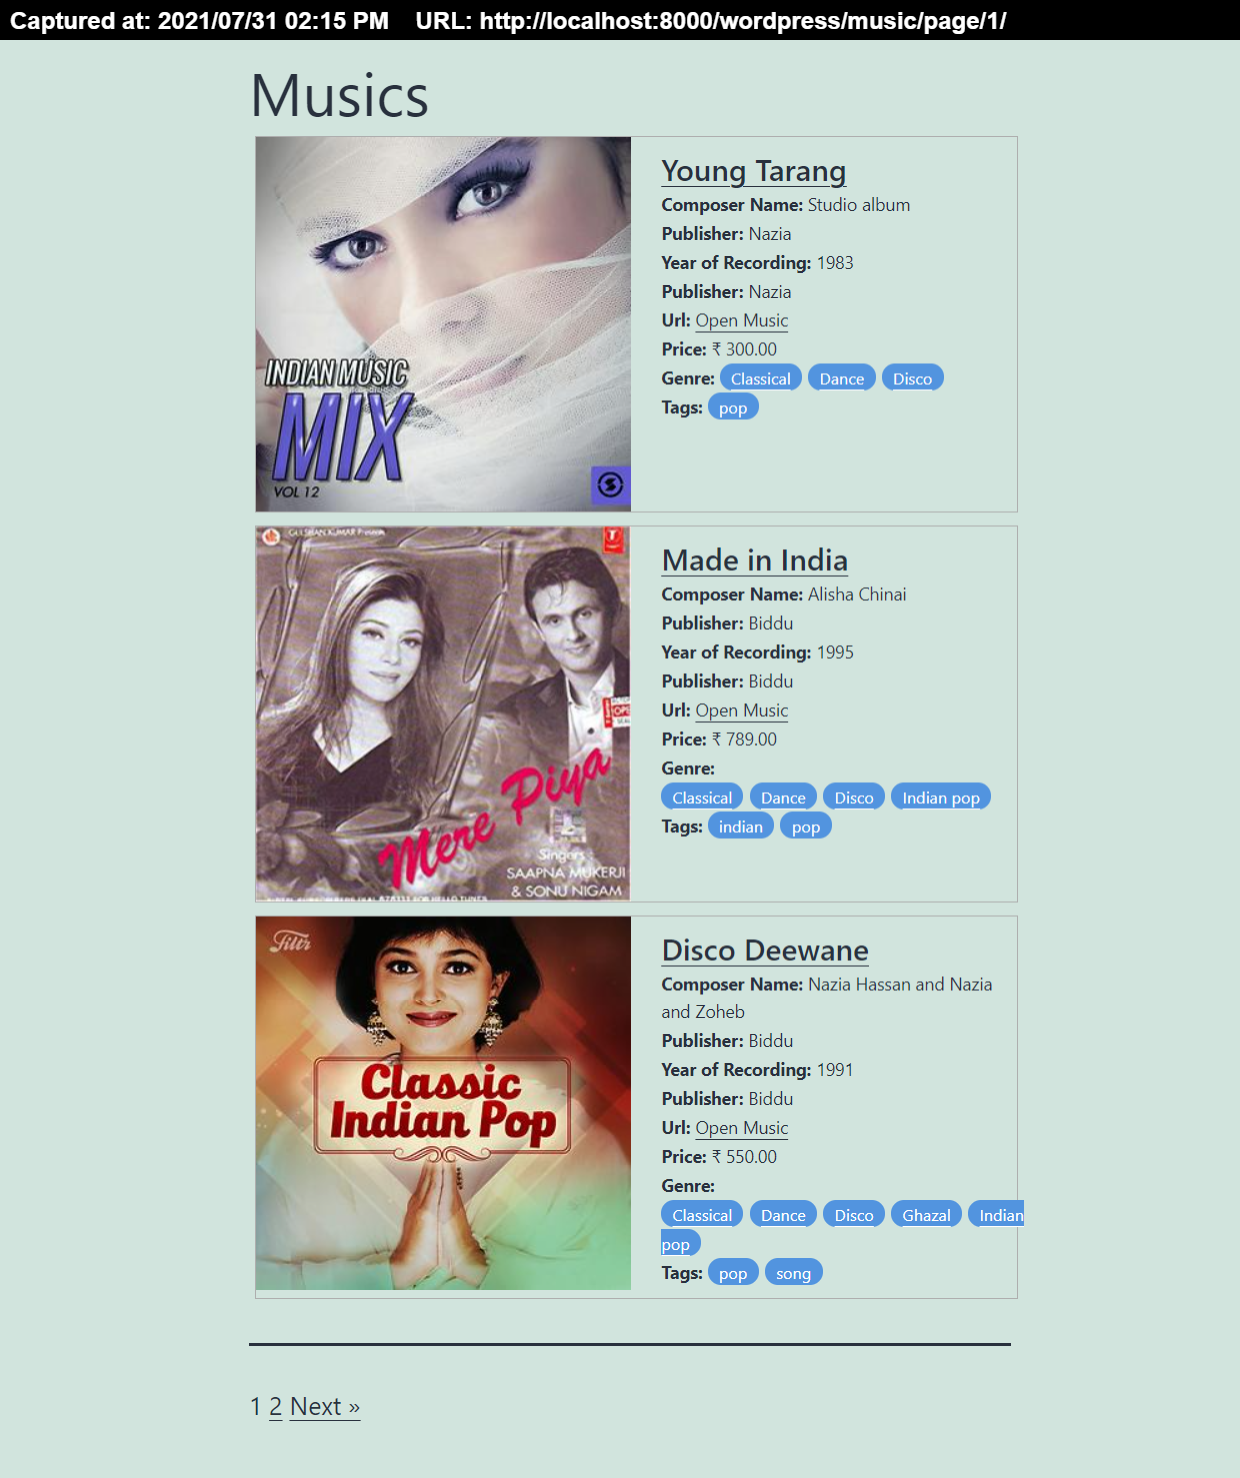 Captured at: 2021/07/31 02:15 PM    URL: http://localhost:8000/wordpress/music/page/1/
Musics
INDIAN MUSIC
MIX
VOL 12
Young Tarang
Composer Name: Studio album
Publisher: Nazia
Year of Recording: 1983
Publisher: Nazia
Url: Open Music
Price: ₹ 300.00
Genre: Classical Dance Disco
Tags: pop
GULSHAN KUMAR Presents
Mere Piya
Singers :
SAAPNA MUKERJI
& SONU NIGAM
Made in India
Composer Name: Alisha Chinai
Publisher: Biddu
Year of Recording: 1995
Publisher: Biddu
Url: Open Music
Price: ₹ 789.00
Genre:
Classical Dance Disco Indian pop
Tags: indian pop
Filtr
Classic
Indian Pop
Disco Deewane
Composer Name: Nazia Hassan and Nazia
and Zoheb
Publisher: Biddu
Year of Recording: 1991
Publisher: Biddu
Url: Open Music
Price: ₹ 550.00
Genre:
Classical Dance Disco Ghazal Indian
pop
Tags: pop song
1 2 Next »